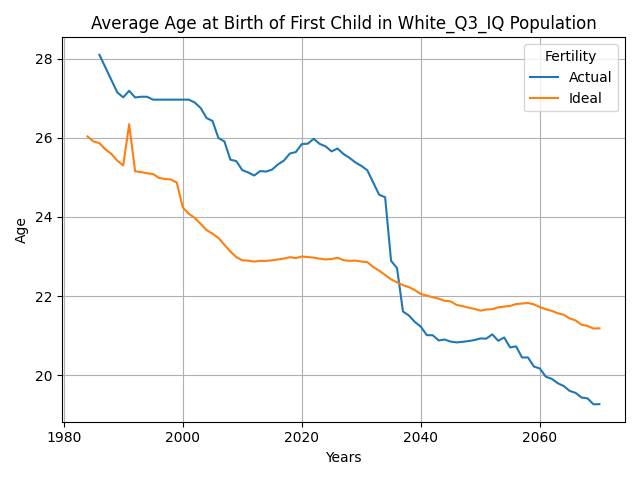 Average Age at Birth of First Child in White_Q3_IQ Population
Fertility
Actual
Ideal
Age
28
26
24
22
20
1980
2000
2020
2040
2060
Years